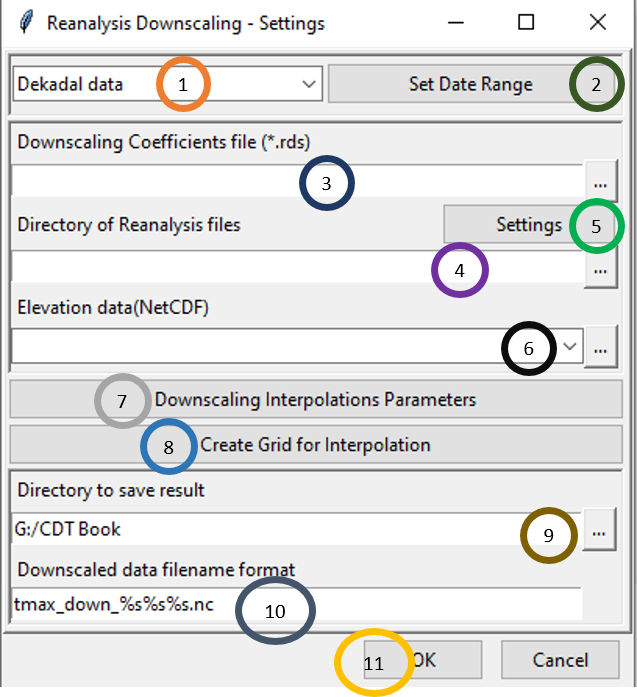 Reanalysis Downscaling - Settings
Dekadal data 1 Set Date Range 2
Downscaling Coefficients file (*.rds)
3 ...
Directory of Reanalysis files Settings 5
4 ...
Elevation data(NetCDF)
6 ...
7 Downscaling Interpolations Parameters
8 Create Grid for Interpolation
Directory to save result
G:/CDT Book 9 ...
Downscaled data filename format
tmax_down_%s%s%s.nc 10
11 OK Cancel